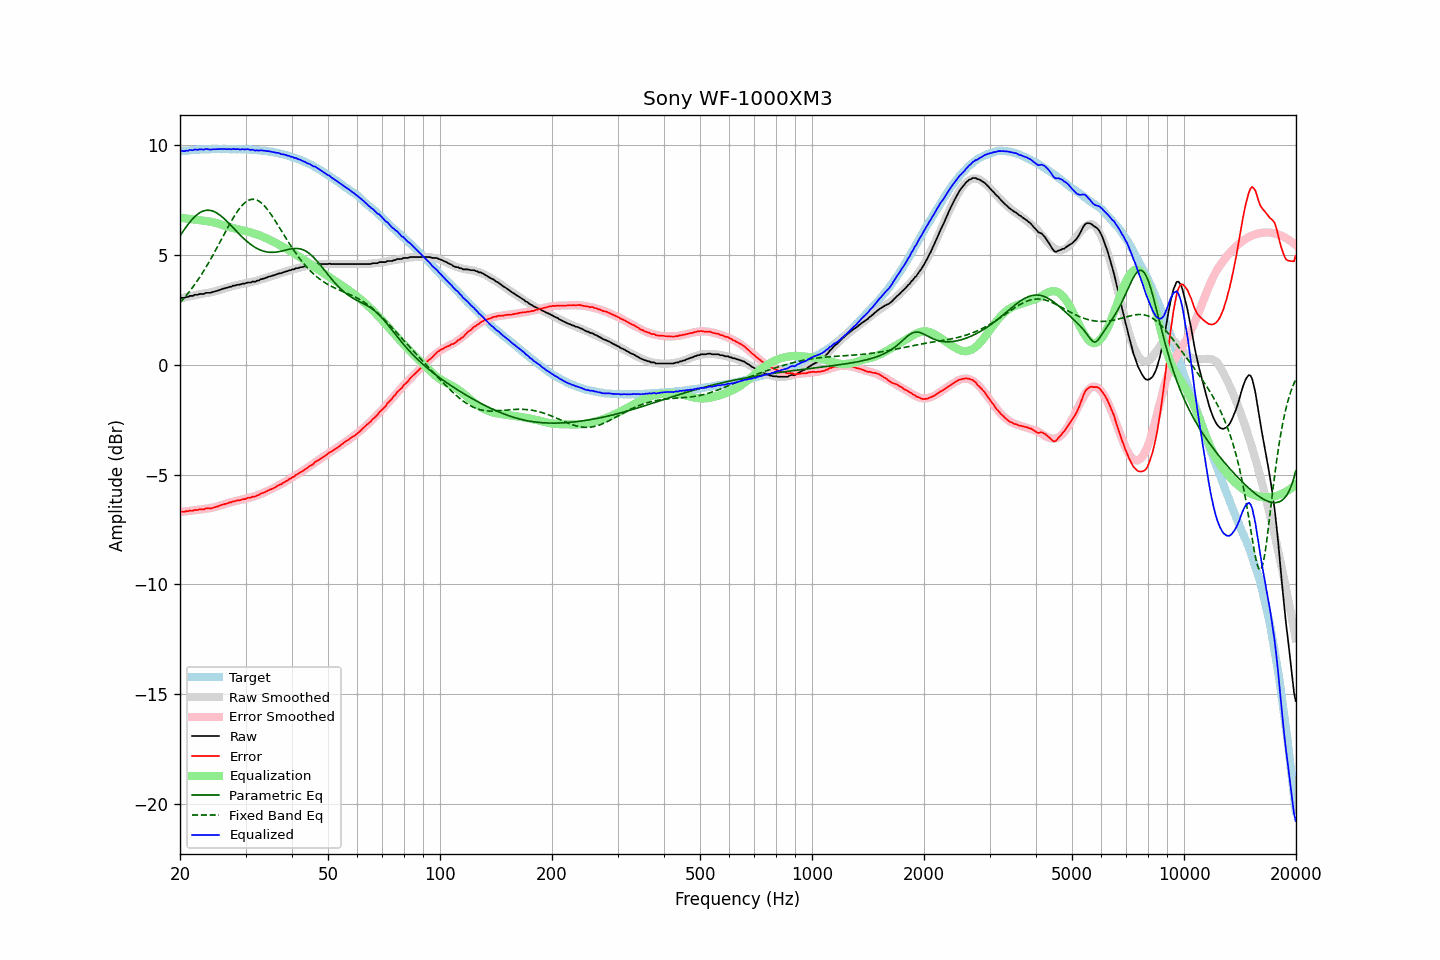 Sony WF-1000XM3
Amplitude (dBr)
10
5
0
−5
−10
−15
−20
Target
Raw Smoothed
Error Smoothed
Raw
Error
Equalization
Parametric Eq
Fixed Band Eq
Equalized
20 50 100 200 500 1000 2000 5000 10000 20000
Frequency (Hz)